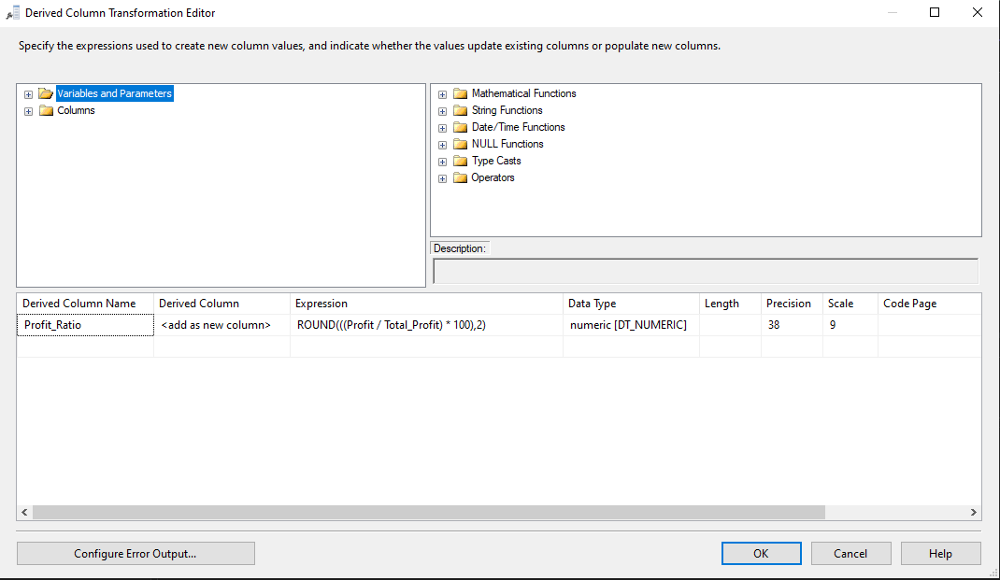 Derived Column Transformation Editor
Specify the expressions used to create new column values, and indicate whether the values update existing columns or populate new columns.
Variables and Parameters
Columns
Mathematical Functions
String Functions
Date/Time Functions
NULL Functions
Type Casts
Operators
Description:
Derived Column Name Derived Column Expression Data Type Length Precision Scale Code Page
Profit_Ratio <add as new column> ROUND(((Profit / Total_Profit) * 100),2) numeric [DT_NUMERIC] 38 9
Configure Error Output... OK Cancel Help